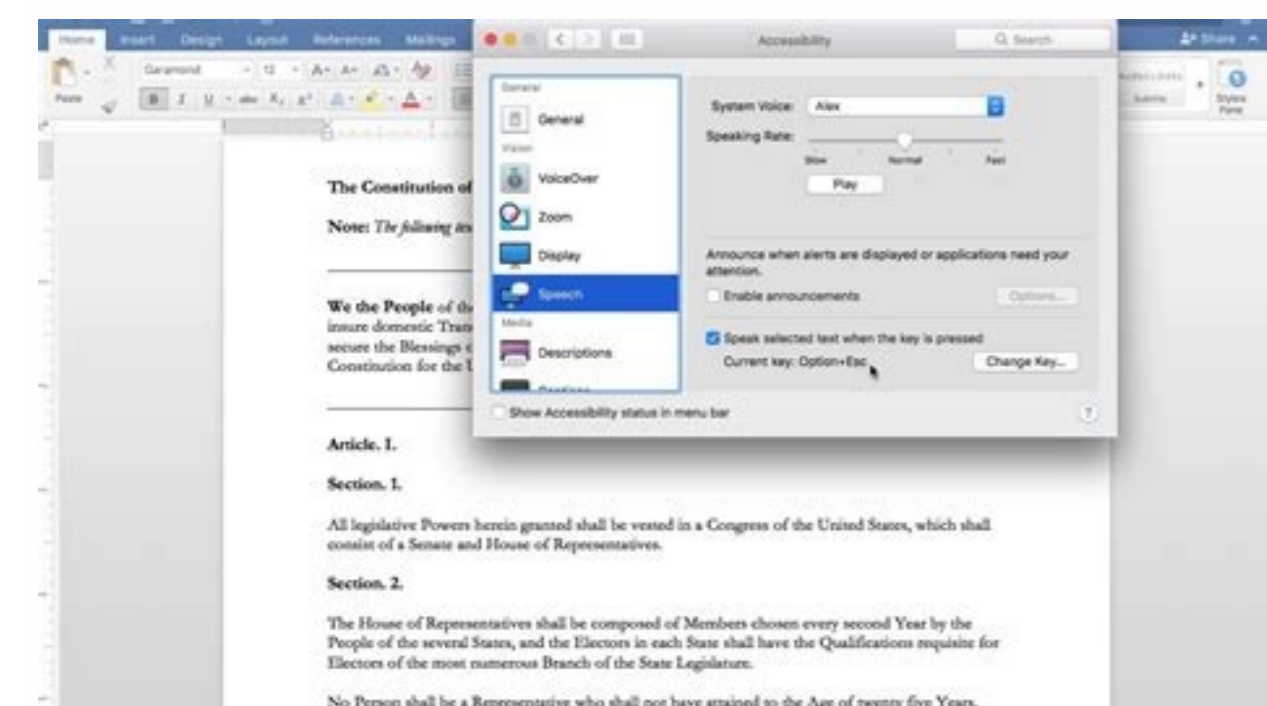 Home Insert Design Layout References Mailings
Share
Garamond 12
Paste
Styles
Pane
Accessibility
Search
General
General
Vision
VoiceOver
Zoom
Display
Speech
Media
Descriptions
System Voice: Alex
Speaking Rate:
Slow Normal Fast
Play
Announce when alerts are displayed or applications need your
attention.
Enable announcements Options...
Speak selected text when the key is pressed
Current key: Option+Esc Change Key...
Show Accessibility status in menu bar
?
The Constitution of
Note: The following
We the People of the
insure domestic
secure the Blessings
Constitution for the
Article. I.
Section. 1.
All legislative Powers herein granted shall be vested in a Congress of the United States, which shall
consist of a Senate and House of Representatives.
Section. 2.
The House of Representatives shall be composed of Members chosen every second Year by the
People of the several States, and the Electors in each State shall have the Qualifications requisite for
Electors of the most numerous Branch of the State Legislature.
No Person shall be a Representative who shall not have attained to the Age of twenty five Years,